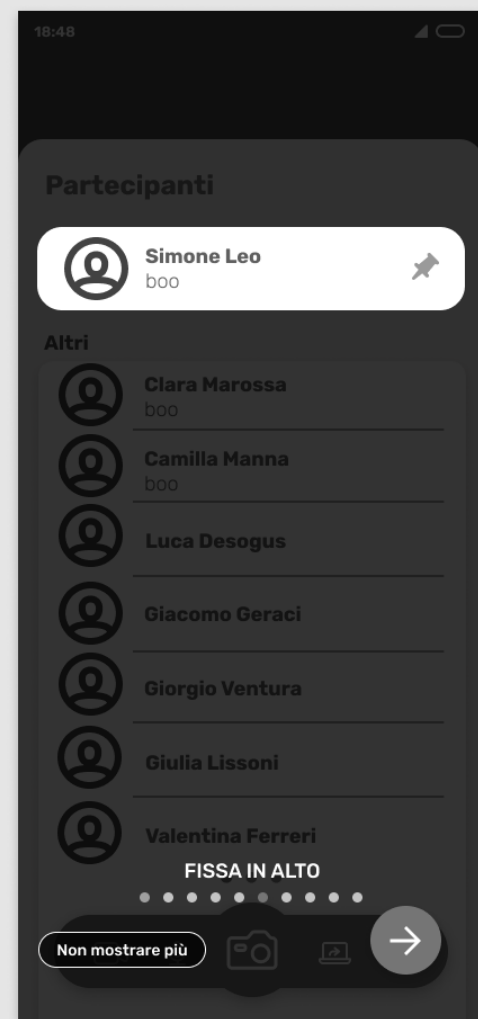 18:48
Partecipanti
Simone Leo
boo
Altri
Clara Marossa
boo
Camilla Manna
boo
Luca Desogus
Giacomo Geraci
Giorgio Ventura
Giulia Lissoni
Valentina Ferreri
FISSA IN ALTO
Non mostrare più